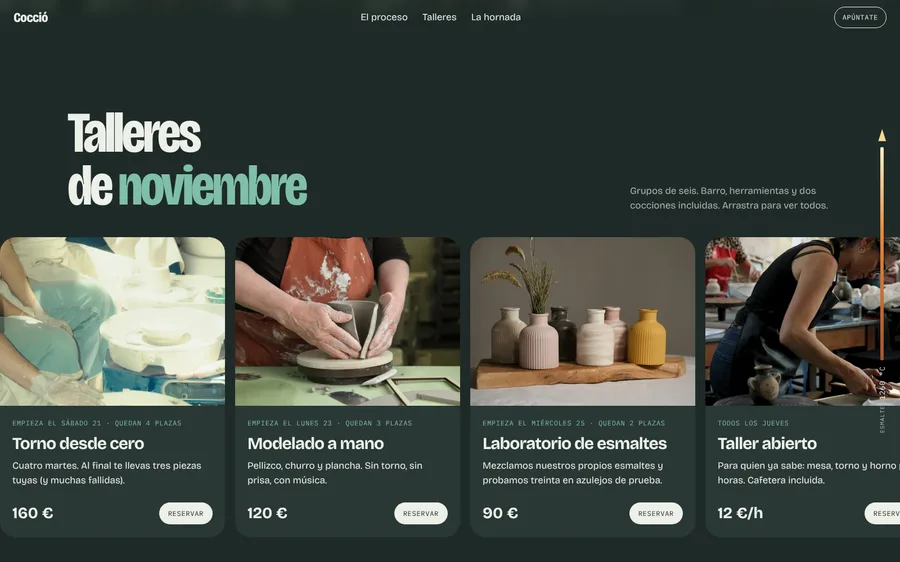 Cocció
El proceso
Talleres
La hornada
APÚNTATE
Talleres
de noviembre
Grupos de seis. Barro, herramientas y dos
cocciones incluidas. Arrastra para ver todos.
EMPIEZA EL SÁBADO 21 · QUEDAN 4 PLAZAS
Torno desde cero
Cuatro martes. Al final te llevas tres piezas
tuyas (y muchas fallidas).
160 €
RESERVAR
EMPIEZA EL LUNES 23 · QUEDAN 3 PLAZAS
Modelado a mano
Pellizco, churro y plancha. Sin torno, sin
prisa, con música.
120 €
RESERVAR
EMPIEZA EL MIÉRCOLES 25 · QUEDAN 2 PLAZAS
Laboratorio de esmaltes
Mezclamos nuestros propios esmaltes y
probamos treinta en azulejos de prueba.
90 €
RESERVAR
TODOS LOS JUEVES
Taller abierto
Para quien ya sabe: mesa, torno y horno
horas. Cafetera incluida.
12 €/h
RESERV
ESMALTE